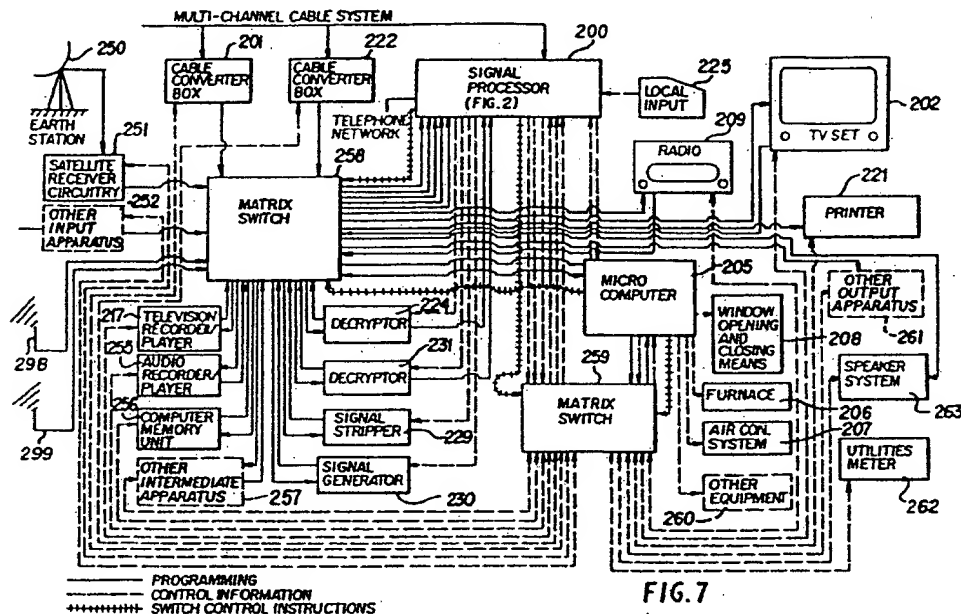 MULTI-CHANNEL CABLE SYSTEM
250
201
222
200
CABLE
CONVERTER
BOX
CABLE
CONVERTER
BOX
SIGNAL
PROCESSOR
(FIG. 2)
225
LOCAL
INPUT
202
TV SET
EARTH
STATION
251
TELEPHONE
NETWORK
209
RADIO
SATELLITE
RECEIVER
CIRCUITRY
258
252
OTHER
INPUT
APPARATUS
MATRIX
SWITCH
221
PRINTER
205
MICRO
COMPUTER
OTHER
OUTPUT
APPARATUS
261
217
TELEVISION
RECORDER/
PLAYER
224
DECRYPTOR
WINDOW
OPENING
AND
CLOSING
MEANS
208
298
255
AUDIO
RECORDER/
PLAYER
231
DECRYPTOR
259
MATRIX
SWITCH
SPEAKER
SYSTEM
263
256
COMPUTER
MEMORY
UNIT
SIGNAL
STRIPPER
229
FURNACE
206
AIR CON.
SYSTEM
207
299
OTHER
INTERMEDIATE
APPARATUS
257
SIGNAL
GENERATOR
230
OTHER
EQUIPMENT
260
UTILITIES
METER
262
PROGRAMMING
CONTROL INFORMATION
SWITCH CONTROL INSTRUCTIONS
FIG. 7